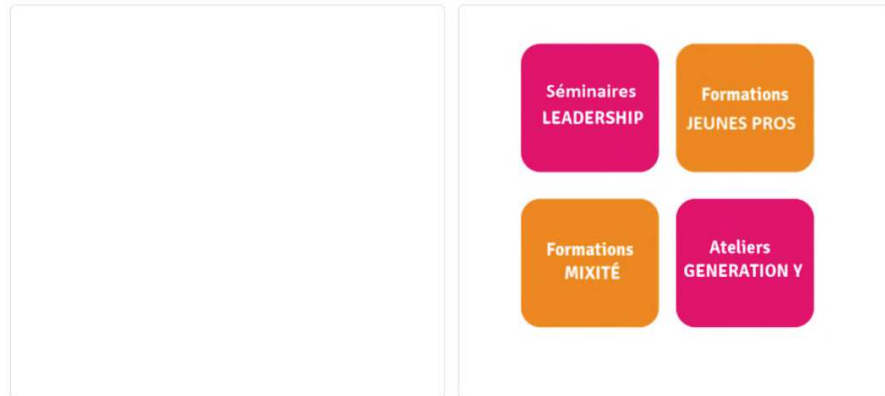 Séminaires
LEADERSHIP
Formations
JEUNES PROS
Formations
MIXITÉ
Ateliers
GENERATION Y